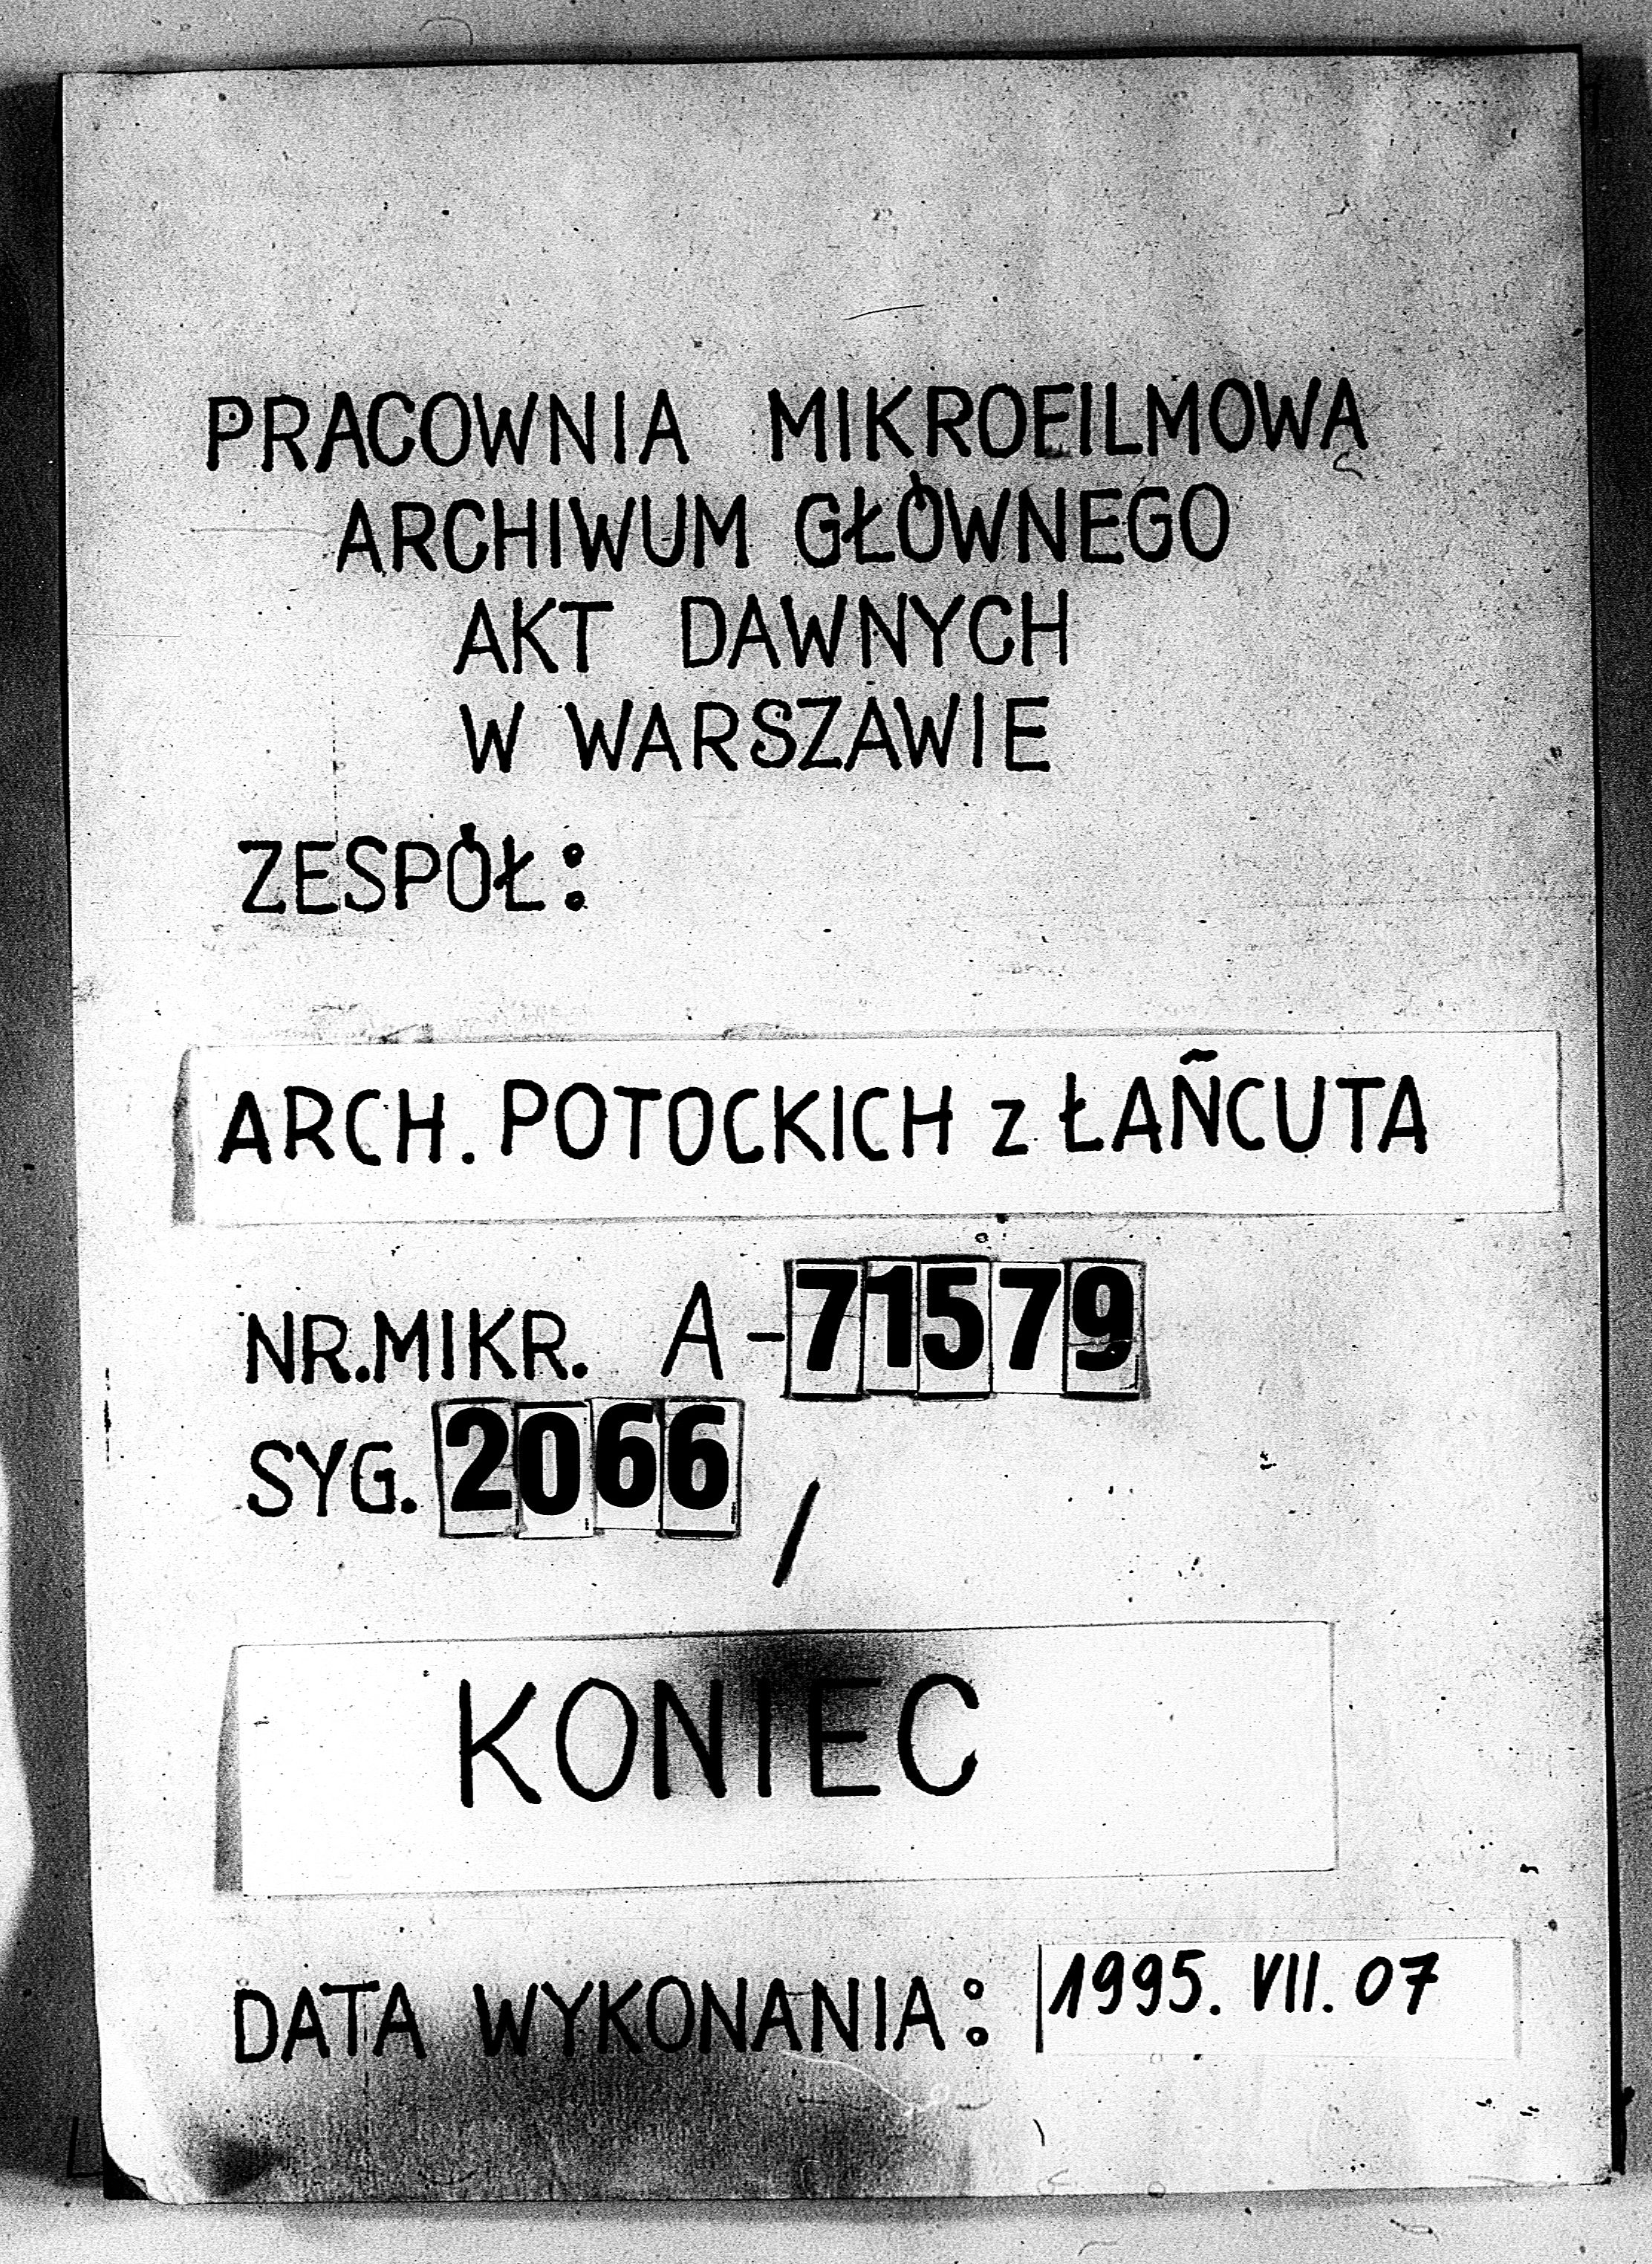 PRACOWNIA MIKROFILMOWA
ARCHIWUM GŁÓWNEGO
AKT DAWNYCH
W WARSZAWIE
ZESPÓŁ:
ARCH. POTOCKICH z ŁAŃCUTA
NR.MIKR. A-71579
SYG. 2066 /
KONIEC
DATA WYKONANIA: 1995. VII. 07